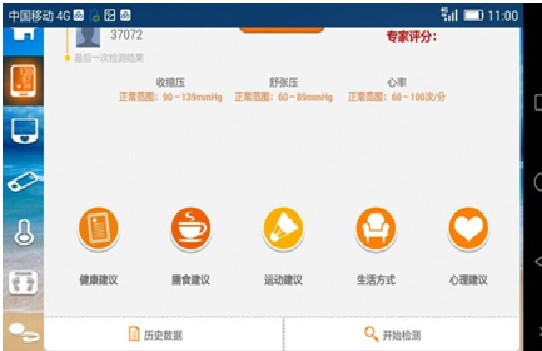 中国移动 4G 11:00
37072 专家评分:
最后一次检测结果
收缩压 舒张压 心率
正常范围: 90~139mmHg 正常范围: 60~89mmHg 正常范围: 60~100次/分
健康建议 膳食建议 运动建议 生活方式 心理建议
历史数据 开始检测